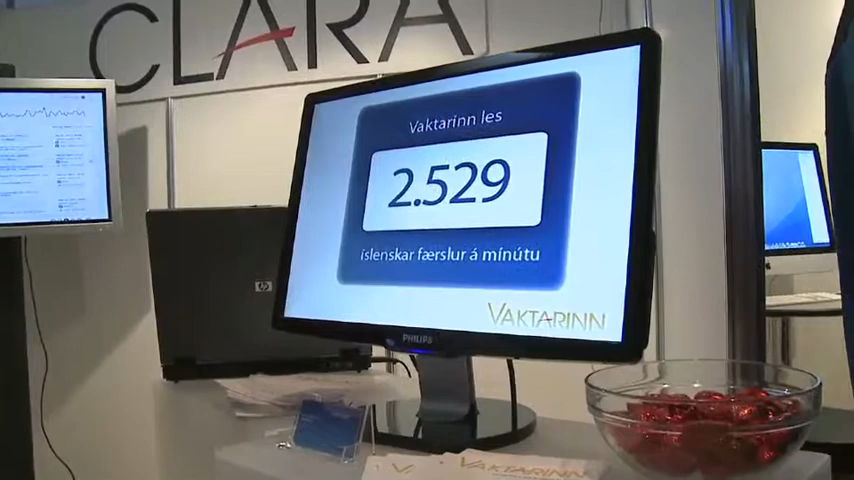 CLARA
Vaktarinn les
2.529
íslenskar færslur á mínútu
VAKTARINN
PHILIPS
hp
VAKTARINN